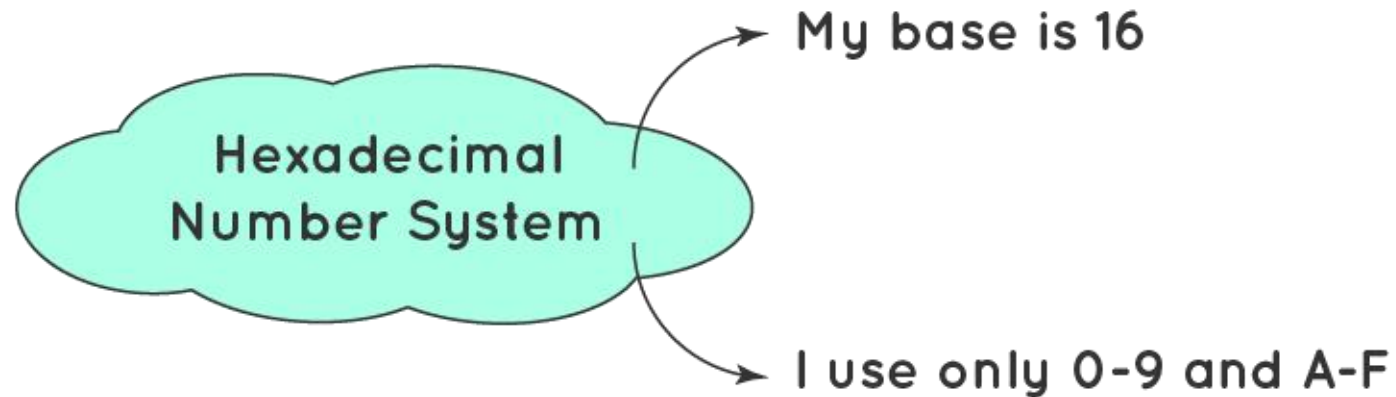 My base is 16
Hexadecimal
Number System
I use only 0-9 and A-F